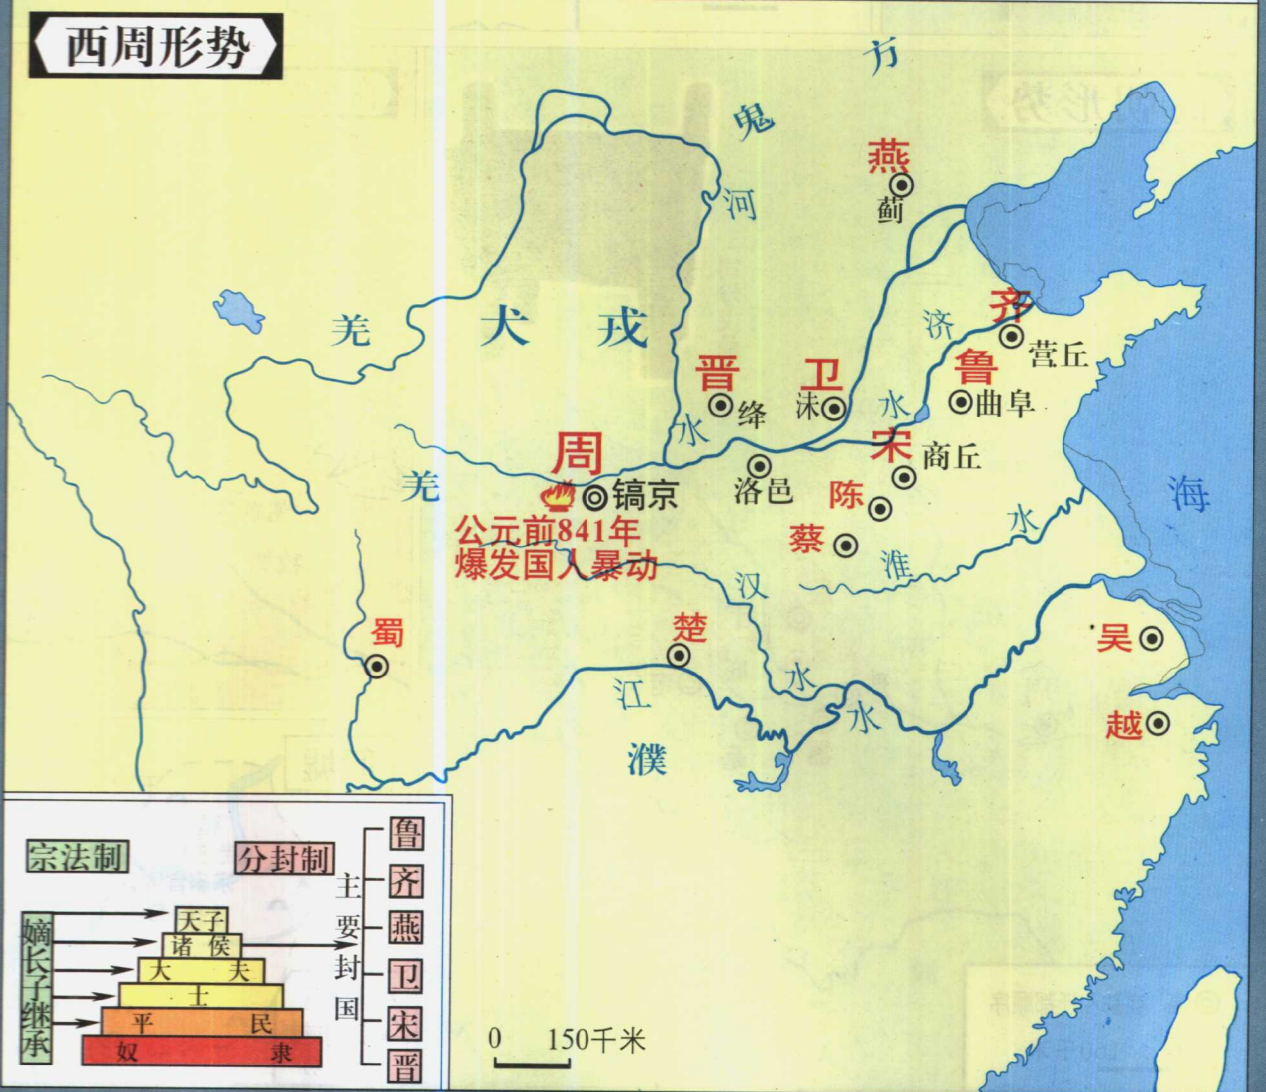 西周形势
方
鬼
燕
蓟
河
齐
营丘
济
水
羌
犬戎
晋
绛
卫
沬
鲁
曲阜
水
宋
商丘
周
镐京
洛邑
羌
陈
蔡
公元前841年
爆发国人暴动
淮
水
海
汉
水
蜀
楚
江
水
濮
吴
越
宗法制
分封制
嫡长子继承
天子
诸侯
大夫
士
平民
奴隶
主要封国
鲁
齐
燕
卫
宋
晋
0 150千米